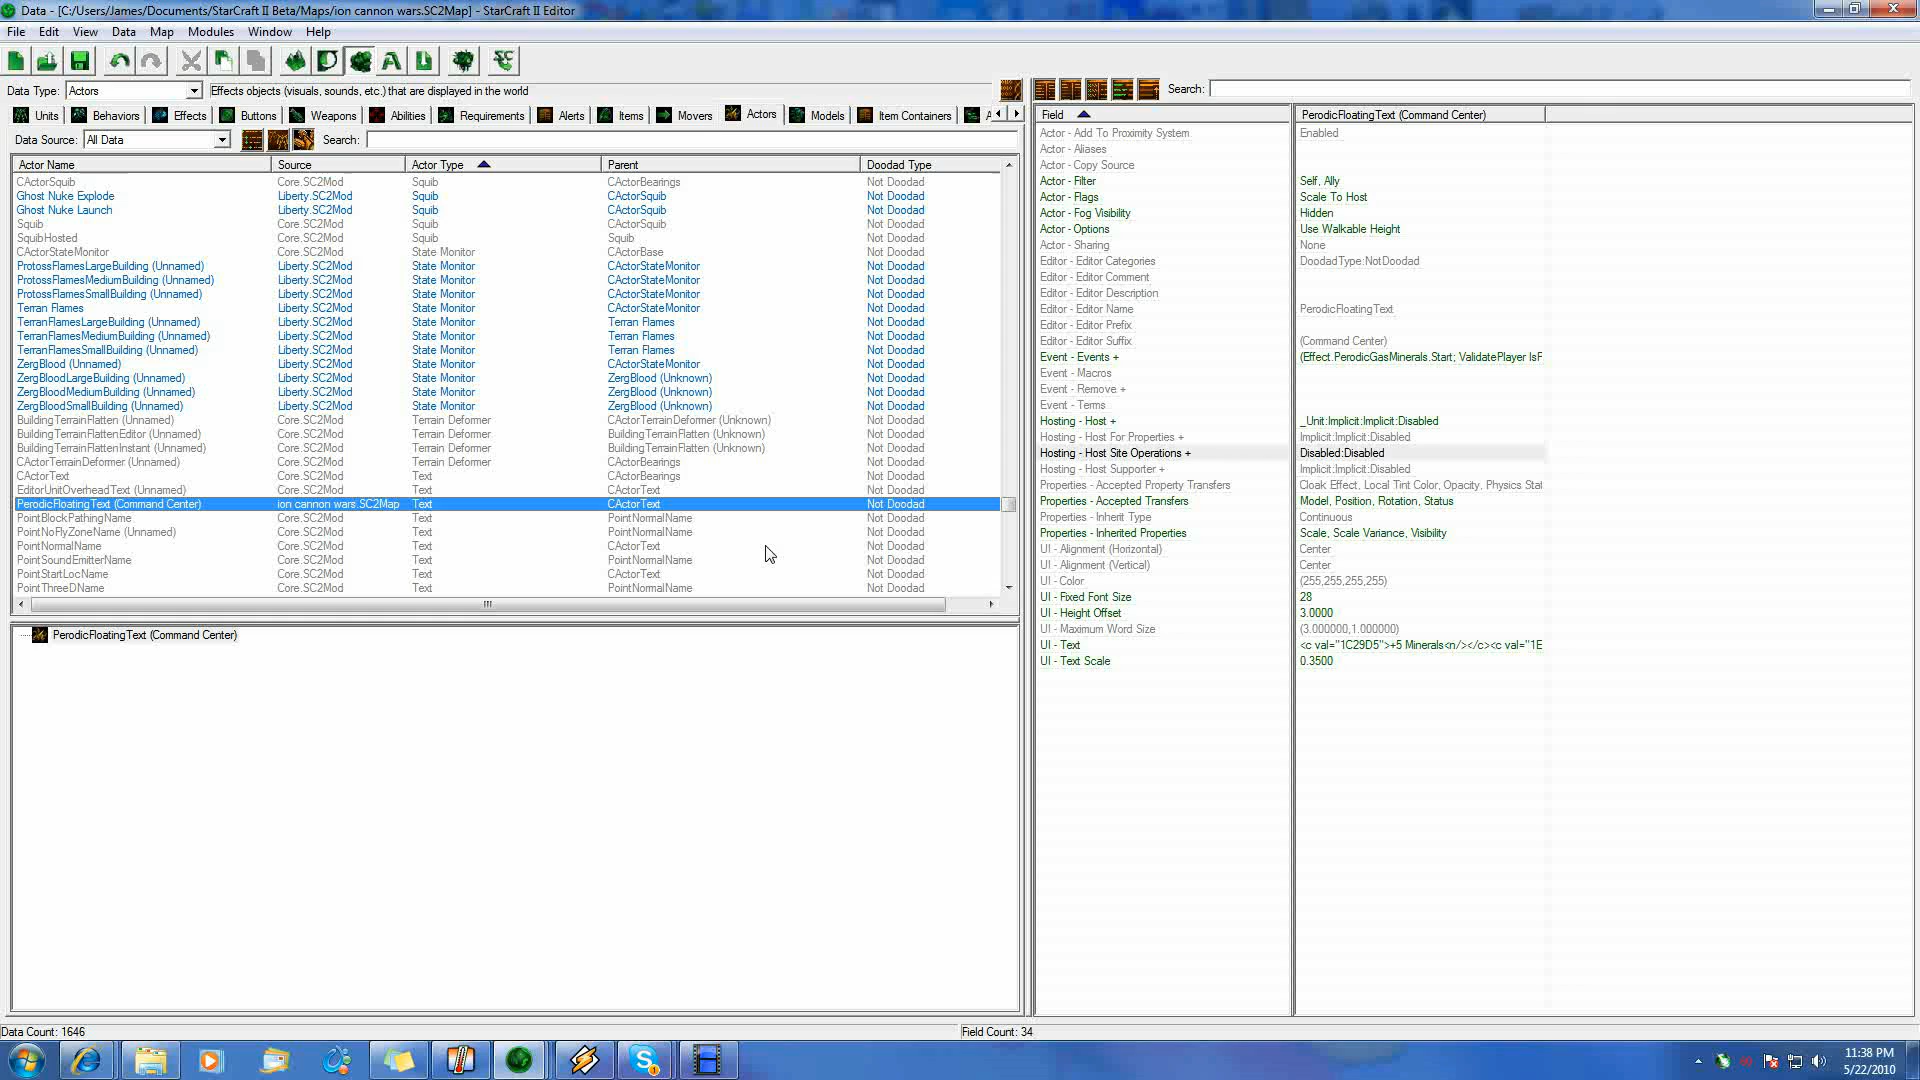 Data - [C:/Users/James/Documents/StarCraft II Beta/Maps/ion cannon wars.SC2Map] - StarCraft II Editor
File Edit View Data Map Modules Window Help
Data Type: Actors Effects objects (visuals, sounds, etc.) that are displayed in the world
Search:
Units Behaviors Effects Buttons Weapons Abilities Requirements Alerts Items Movers Actors Models Item Containers A
Data Source: All Data Search:
Actor Name Source Actor Type Parent Doodad Type
CActorSquib Core.SC2Mod Squib CActorBearings Not Doodad
Ghost Nuke Explode Liberty.SC2Mod Squib CActorSquib Not Doodad
Ghost Nuke Launch Liberty.SC2Mod Squib CActorSquib Not Doodad
Squib Core.SC2Mod Squib CActorSquib Not Doodad
SquibHosted Core.SC2Mod Squib Squib Not Doodad
CActorStateMonitor Core.SC2Mod State Monitor CActorBase Not Doodad
ProtossFlamesLargeBuilding (Unnamed) Liberty.SC2Mod State Monitor CActorStateMonitor Not Doodad
ProtossFlamesMediumBuilding (Unnamed) Liberty.SC2Mod State Monitor CActorStateMonitor Not Doodad
ProtossFlamesSmallBuilding (Unnamed) Liberty.SC2Mod State Monitor CActorStateMonitor Not Doodad
Terran Flames Liberty.SC2Mod State Monitor CActorStateMonitor Not Doodad
TerranFlamesLargeBuilding (Unnamed) Liberty.SC2Mod State Monitor Terran Flames Not Doodad
TerranFlamesMediumBuilding (Unnamed) Liberty.SC2Mod State Monitor Terran Flames Not Doodad
TerranFlamesSmallBuilding (Unnamed) Liberty.SC2Mod State Monitor Terran Flames Not Doodad
ZergBlood (Unnamed) Liberty.SC2Mod State Monitor CActorStateMonitor Not Doodad
ZergBloodLargeBuilding (Unnamed) Liberty.SC2Mod State Monitor ZergBlood (Unknown) Not Doodad
ZergBloodMediumBuilding (Unnamed) Liberty.SC2Mod State Monitor ZergBlood (Unknown) Not Doodad
ZergBloodSmallBuilding (Unnamed) Liberty.SC2Mod State Monitor ZergBlood (Unknown) Not Doodad
BuildingTerrainFlatten (Unnamed) Core.SC2Mod Terrain Deformer CActorTerrainDeformer (Unknown) Not Doodad
BuildingTerrainFlattenEditor (Unnamed) Core.SC2Mod Terrain Deformer BuildingTerrainFlatten (Unknown) Not Doodad
BuildingTerrainFlattenInstant (Unnamed) Core.SC2Mod Terrain Deformer BuildingTerrainFlatten (Unknown) Not Doodad
CActorTerrainDeformer (Unnamed) Core.SC2Mod Terrain Deformer CActorBearings Not Doodad
CActorText Core.SC2Mod Text CActorBearings Not Doodad
EditorUnitOverheadText (Unnamed) Core.SC2Mod Text CActorText Not Doodad
PerodicFloatingText (Command Center) ion cannon wars.SC2Map Text CActorText Not Doodad
PointBlockPathingName Core.SC2Mod Text PointNormalName Not Doodad
PointNoFlyZoneName (Unnamed) Core.SC2Mod Text PointNormalName Not Doodad
PointNormalName Core.SC2Mod Text CActorText Not Doodad
PointSoundEmitterName Core.SC2Mod Text PointNormalName Not Doodad
PointStartLocName Core.SC2Mod Text CActorText Not Doodad
PointThreeDName Core.SC2Mod Text PointNormalName Not Doodad
PerodicFloatingText (Command Center)
Field PerodicFloatingText (Command Center)
Actor - Add To Proximity System Enabled
Actor - Aliases
Actor - Copy Source
Actor - Filter Self, Ally
Actor - Flags Scale To Host
Actor - Fog Visibility Hidden
Actor - Options Use Walkable Height
Actor - Sharing None
Editor - Editor Categories DoodadType:NotDoodad
Editor - Editor Comment
Editor - Editor Description
Editor - Editor Name PerodicFloatingText
Editor - Editor Prefix
Editor - Editor Suffix (Command Center)
Event - Events + (Effect.PerodicGasMinerals.Start; ValidatePlayer IsF
Event - Macros
Event - Remove +
Event - Terms
Hosting - Host + _Unit:Implicit:Implicit:Disabled
Hosting - Host For Properties + Implicit:Implicit:Disabled
Hosting - Host Site Operations + Disabled:Disabled
Hosting - Host Supporter + Implicit:Implicit:Disabled
Properties - Accepted Property Transfers Cloak Effect, Local Tint Color, Opacity, Physics Stat
Properties - Accepted Transfers Model, Position, Rotation, Status
Properties - Inherit Type Continuous
Properties - Inherited Properties Scale, Scale Variance, Visibility
UI - Alignment (Horizontal) Center
UI - Alignment (Vertical) Center
UI - Color (255,255,255,255)
UI - Fixed Font Size 28
UI - Height Offset 3.0000
UI - Maximum Word Size (3.000000,1.000000)
UI - Text <c val="1C29D5">+5 Minerals<n/></c><c val="1E
UI - Text Scale 0.3500
Data Count: 1646 Field Count: 34
11:38 PM
5/22/2010